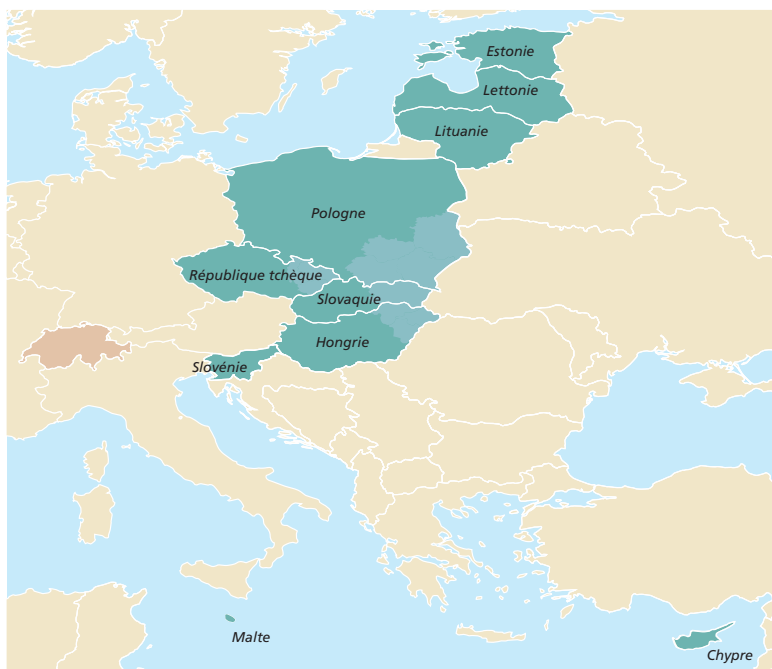 Estonie
Lettonie
Lituanie
Pologne
République tchèque
Slovaquie
Hongrie
Slovénie
Malte
Chypre